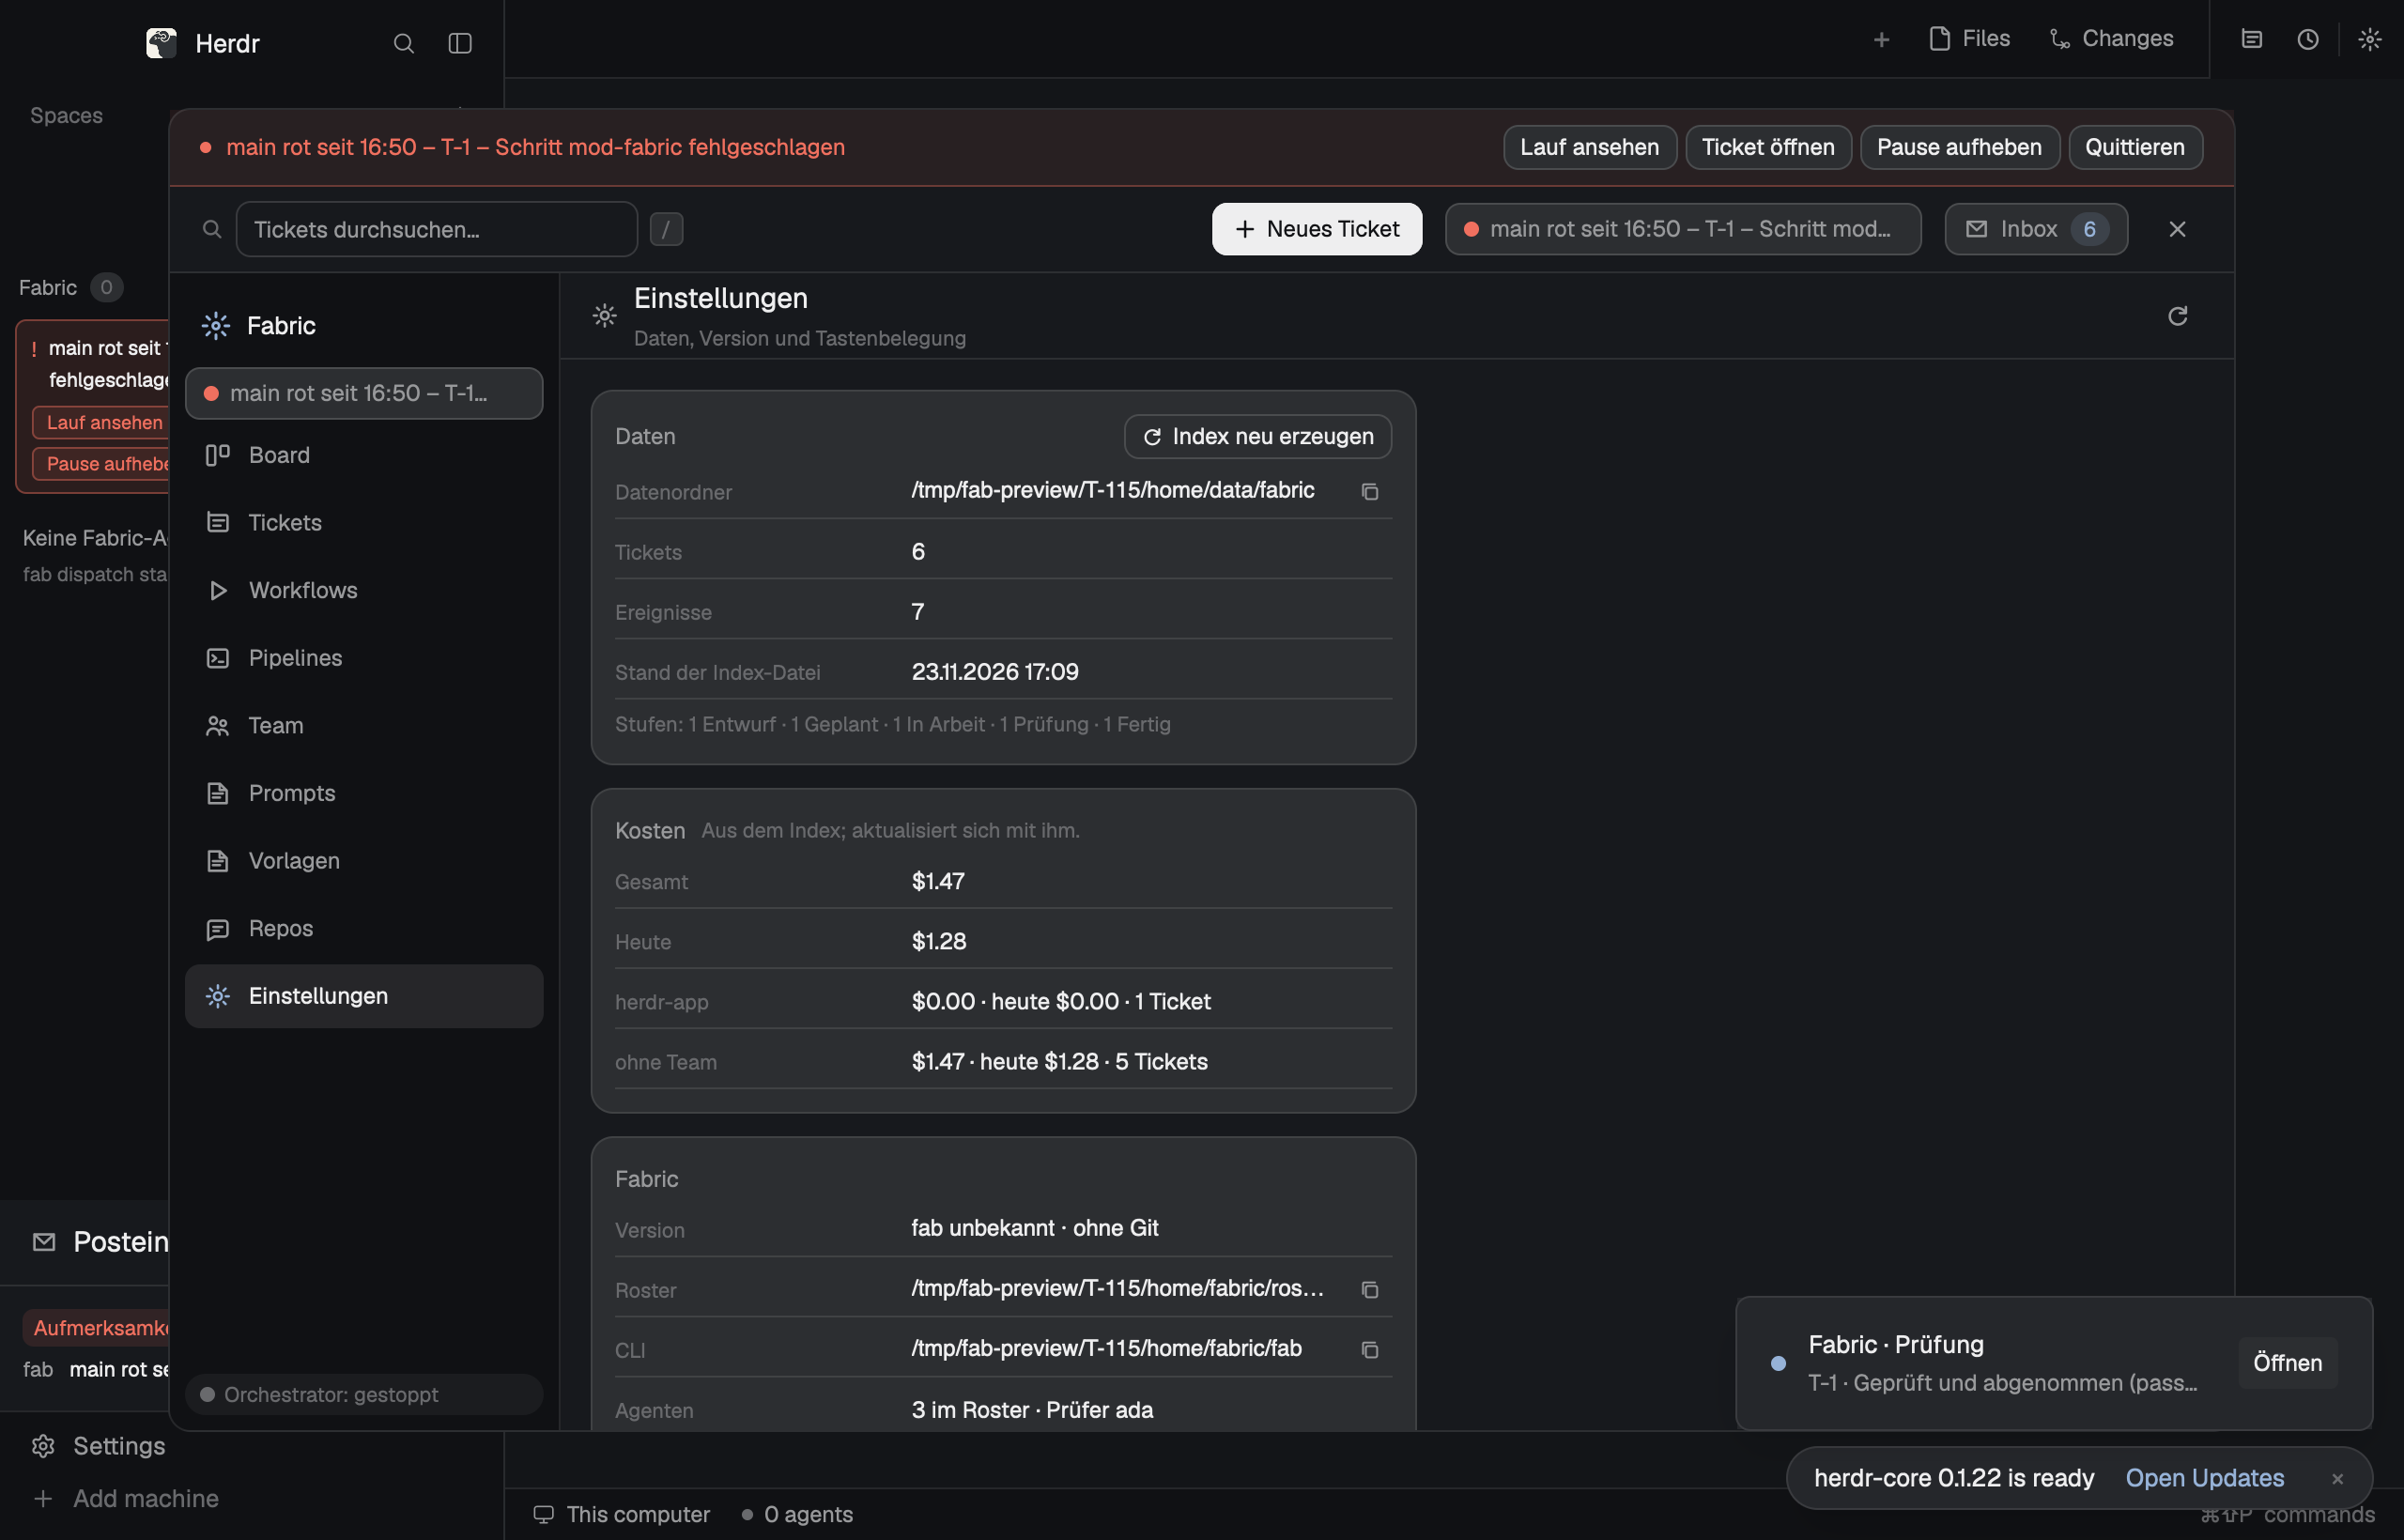 Herdr
Files
Changes
Spaces
main rot seit 16:50 – T-1 – Schritt mod-fabric fehlgeschlagen
Lauf ansehen
Ticket öffnen
Pause aufheben
Quittieren
Tickets durchsuchen...
/
Neues Ticket
main rot seit 16:50 – T-1 – Schritt mod...
Inbox 6
Fabric 0
! main rot seit
fehlgeschlage
Lauf ansehen
Pause aufhebe
Keine Fabric-A
fab dispatch sta
Fabric
main rot seit 16:50 – T-1...
Board
Tickets
Workflows
Pipelines
Team
Prompts
Vorlagen
Repos
Einstellungen
Orchestrator: gestoppt
Einstellungen
Daten, Version und Tastenbelegung
Daten
Index neu erzeugen
Datenordner /tmp/fab-preview/T-115/home/data/fabric
Tickets 6
Ereignisse 7
Stand der Index-Datei 23.11.2026 17:09
Stufen: 1 Entwurf · 1 Geplant · 1 In Arbeit · 1 Prüfung · 1 Fertig
Kosten Aus dem Index; aktualisiert sich mit ihm.
Gesamt $1.47
Heute $1.28
herdr-app $0.00 · heute $0.00 · 1 Ticket
ohne Team $1.47 · heute $1.28 · 5 Tickets
Fabric
Version fab unbekannt · ohne Git
Roster /tmp/fab-preview/T-115/home/fabric/ros...
CLI /tmp/fab-preview/T-115/home/fabric/fab
Agenten 3 im Roster · Prüfer ada
Postein
Aufmerksamke
fab main rot se
Settings
Add machine
Fabric · Prüfung
T-1 · Geprüft und abgenommen (pass...
Öffnen
herdr-core 0.1.22 is ready
Open Updates
×
This computer
0 agents
⌘⇧P commands